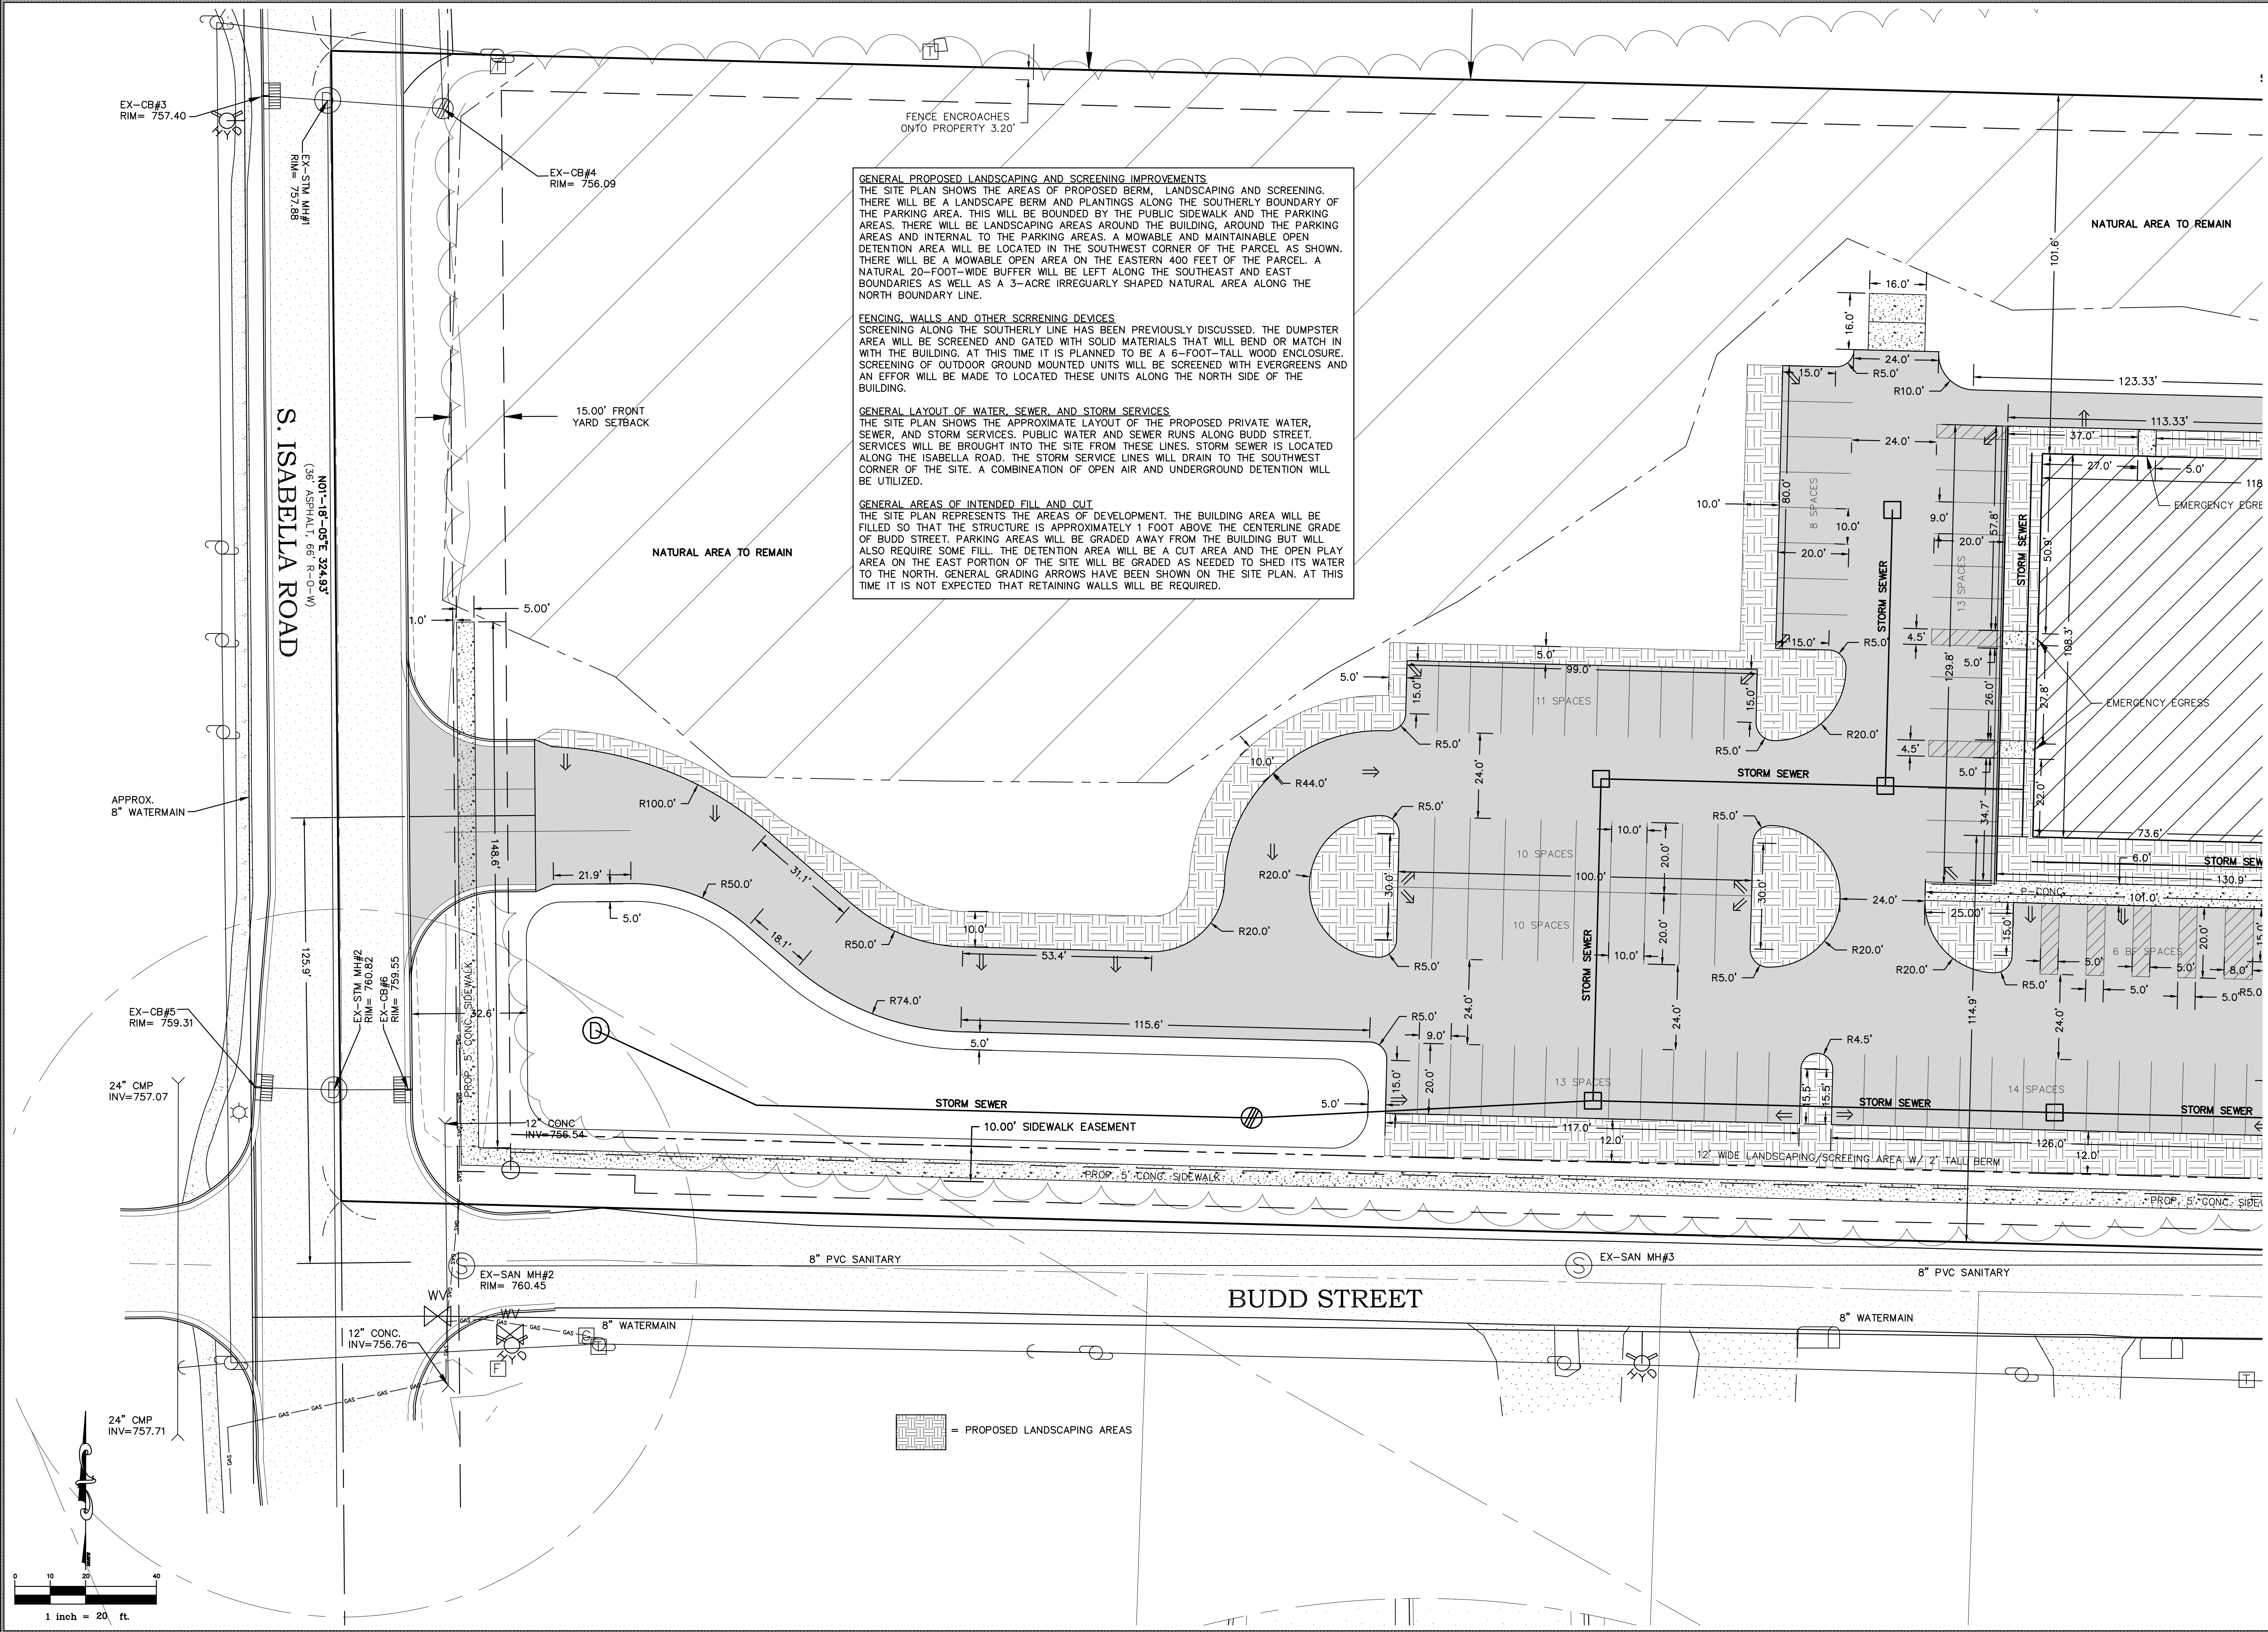 EX-CB#3
RIM= 757.40
EX-STM MH#1
RIM= 757.88
EX-CB#4
RIM= 756.09
FENCE ENCROACHES
ONTO PROPERTY 3.20'
GENERAL PROPOSED LANDSCAPING AND SCREENING IMPROVEMENTS
THE SITE PLAN SHOWS THE AREAS OF PROPOSED BERM, LANDSCAPING AND SCREENING.
THERE WILL BE A LANDSCAPE BERM AND PLANTINGS ALONG THE SOUTHERLY BOUNDARY OF
THE PARKING AREA. THIS WILL BE BOUNDED BY THE PUBLIC SIDEWALK AND THE PARKING
AREAS. THERE WILL BE LANDSCAPING AREAS AROUND THE BUILDING, AROUND THE PARKING
AREAS AND INTERNAL TO THE PARKING AREAS. A MOWABLE AND MAINTAINABLE OPEN
DETENTION AREA WILL BE LOCATED IN THE SOUTHWEST CORNER OF THE PARCEL AS SHOWN.
THERE WILL BE A MOWABLE OPEN AREA ON THE EASTERN 400 FEET OF THE PARCEL. A
NATURAL 20-FOOT-WIDE BUFFER WILL BE LEFT ALONG THE SOUTHEAST AND EAST
BOUNDARIES AS WELL AS A 3-ACRE IRREGUARLY SHAPED NATURAL AREA ALONG THE
NORTH BOUNDARY LINE.
FENCING, WALLS AND OTHER SCRRENING DEVICES
SCREENING ALONG THE SOUTHERLY LINE HAS BEEN PREVIOUSLY DISCUSSED. THE DUMPSTER
AREA WILL BE SCREENED AND GATED WITH SOLID MATERIALS THAT WILL BEND OR MATCH IN
WITH THE BUILDING. AT THIS TIME IT IS PLANNED TO BE A 6-FOOT-TALL WOOD ENCLOSURE.
SCREENING OF OUTDOOR GROUND MOUNTED UNITS WILL BE SCREENED WITH EVERGREENS AND
AN EFFOR WILL BE MADE TO LOCATED THESE UNITS ALONG THE NORTH SIDE OF THE
BUILDING.
GENERAL LAYOUT OF WATER, SEWER, AND STORM SERVICES
THE SITE PLAN SHOWS THE APPROXIMATE LAYOUT OF THE PROPOSED PRIVATE WATER,
SEWER, AND STORM SERVICES. PUBLIC WATER AND SEWER RUNS ALONG BUDD STREET.
SERVICES WILL BE BROUGHT INTO THE SITE FROM THESE LINES. STORM SEWER IS LOCATED
ALONG THE ISABELLA ROAD. THE STORM SERVICE LINES WILL DRAIN TO THE SOUTHWEST
CORNER OF THE SITE. A COMBINEATION OF OPEN AIR AND UNDERGROUND DETENTION WILL
BE UTILIZED.
GENERAL AREAS OF INTENDED FILL AND CUT
THE SITE PLAN REPRESENTS THE AREAS OF DEVELOPMENT. THE BUILDING AREA WILL BE
FILLED SO THAT THE STRUCTURE IS APPROXIMATELY 1 FOOT ABOVE THE CENTERLINE GRADE
OF BUDD STREET. PARKING AREAS WILL BE GRADED AWAY FROM THE BUILDING BUT WILL
ALSO REQUIRE SOME FILL. THE DETENTION AREA WILL BE A CUT AREA AND THE OPEN PLAY
AREA ON THE EAST PORTION OF THE SITE WILL BE GRADED AS NEEDED TO SHED ITS WATER
TO THE NORTH. GENERAL GRADING ARROWS HAVE BEEN SHOWN ON THE SITE PLAN. AT THIS
TIME IT IS NOT EXPECTED THAT RETAINING WALLS WILL BE REQUIRED.
NATURAL AREA TO REMAIN
101.6'
16.0'
16.0'
24.0'
15.0'
R5.0'
R10.0'
123.33'
113.33'
37.0'
27.0'
5.0'
118
EMERGENCY EGRE
24.0'
80.0'
8 SPACES
10.0'
10.0'
20.0'
9.0'
20.0'
57.8'
13 SPACES
STORM SEWER
50.9'
108.3'
STORM SEWER
15.00' FRONT
YARD SETBACK
S. ISABELLA ROAD
N01°-18'-05"E 324.93'
(36' ASPHALT, 66' R-O-W)
NATURAL AREA TO REMAIN
1.0'
5.00'
15.0'
R5.0'
4.5'
5.0'
129.8'
26.0'
27.8'
EMERGENCY EGRESS
5.0'
99.0'
5.0'
15.0'
15.0'
11 SPACES
R5.0'
R5.0'
R20.0'
4.5'
5.0'
22.0'
34.7'
73.6'
24.0'
10.0'
R44.0'
STORM SEWER
APPROX.
8" WATERMAIN
R100.0'
148.6'
21.9'
5.0'
R50.0'
31.1'
18.1'
R50.0'
10.0'
53.4'
R20.0'
R74.0'
115.6'
5.0'
R5.0'
R20.0'
30.0'
10 SPACES
10 SPACES
100.0'
10.0'
20.0'
20.0'
10.0'
R5.0'
R5.0'
30.0'
R5.0'
R20.0'
24.0'
6.0'
STORM SEW
130.9'
P-CONC
101.0'
25.00'
15.0'
R20.0'
R5.0'
6 BF SPACES
20.0'
15.0'
5.0'
5.0'
8.0'
5.0'
5.0'
R5.0
24.0'
114.9'
24.0'
24.0'
R5.0'
9.0'
15.0'
20.0'
13 SPACES
R4.5'
15.5'
15.5'
14 SPACES
STORM SEWER
STORM SEWER
STORM SEWER
125.9'
EX-STM MH#2
RIM= 760.82
EX-CB#6
RIM= 759.55
32.6'
PROP. 5' CONC. SIDEWALK
EX-CB#5
RIM= 759.31
D
D
D
STORM SEWER
5.0'
24" CMP
INV=757.07
12" CONC
INV=756.54
10.00' SIDEWALK EASEMENT
117.0'
12.0'
126.0'
12.0'
12' WIDE LANDSCAPING/SCREEING AREA W/ 2' TALL BERM
PROP. 5' CONC. SIDEWALK
PROP. 5' CONC. SIDEW
S
EX-SAN MH#2
RIM= 760.45
8" PVC SANITARY
S
EX-SAN MH#3
8" PVC SANITARY
BUDD STREET
WV
WV
8" WATERMAIN
8" WATERMAIN
12" CONC.
INV=756.76
HYD
HYD
HYD
G
T
F
T
T
T
GAS
GAS
GAS
GAS
GAS
24" CMP
INV=757.71
= PROPOSED LANDSCAPING AREAS
0 10 20 40
1 inch = 20 ft.